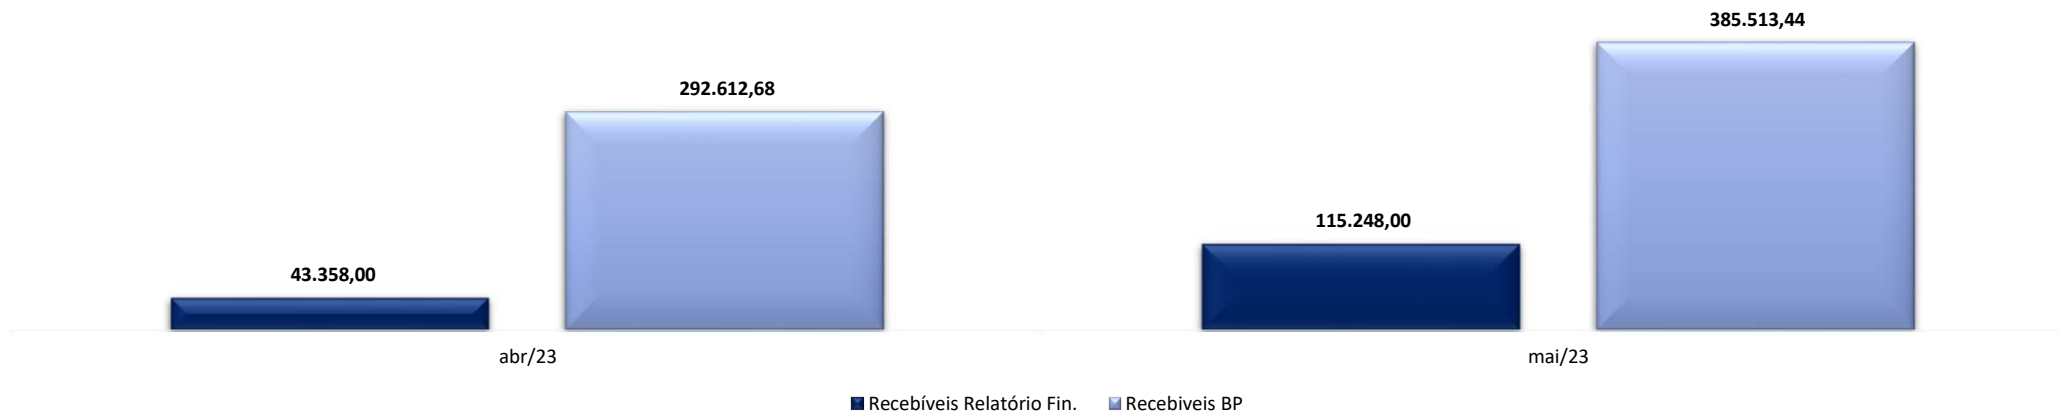 385.513,44
292.612,68
115.248,00
43.358,00
abr/23
mai/23
Recebíveis Relatório Fin.
Recebiveis BP